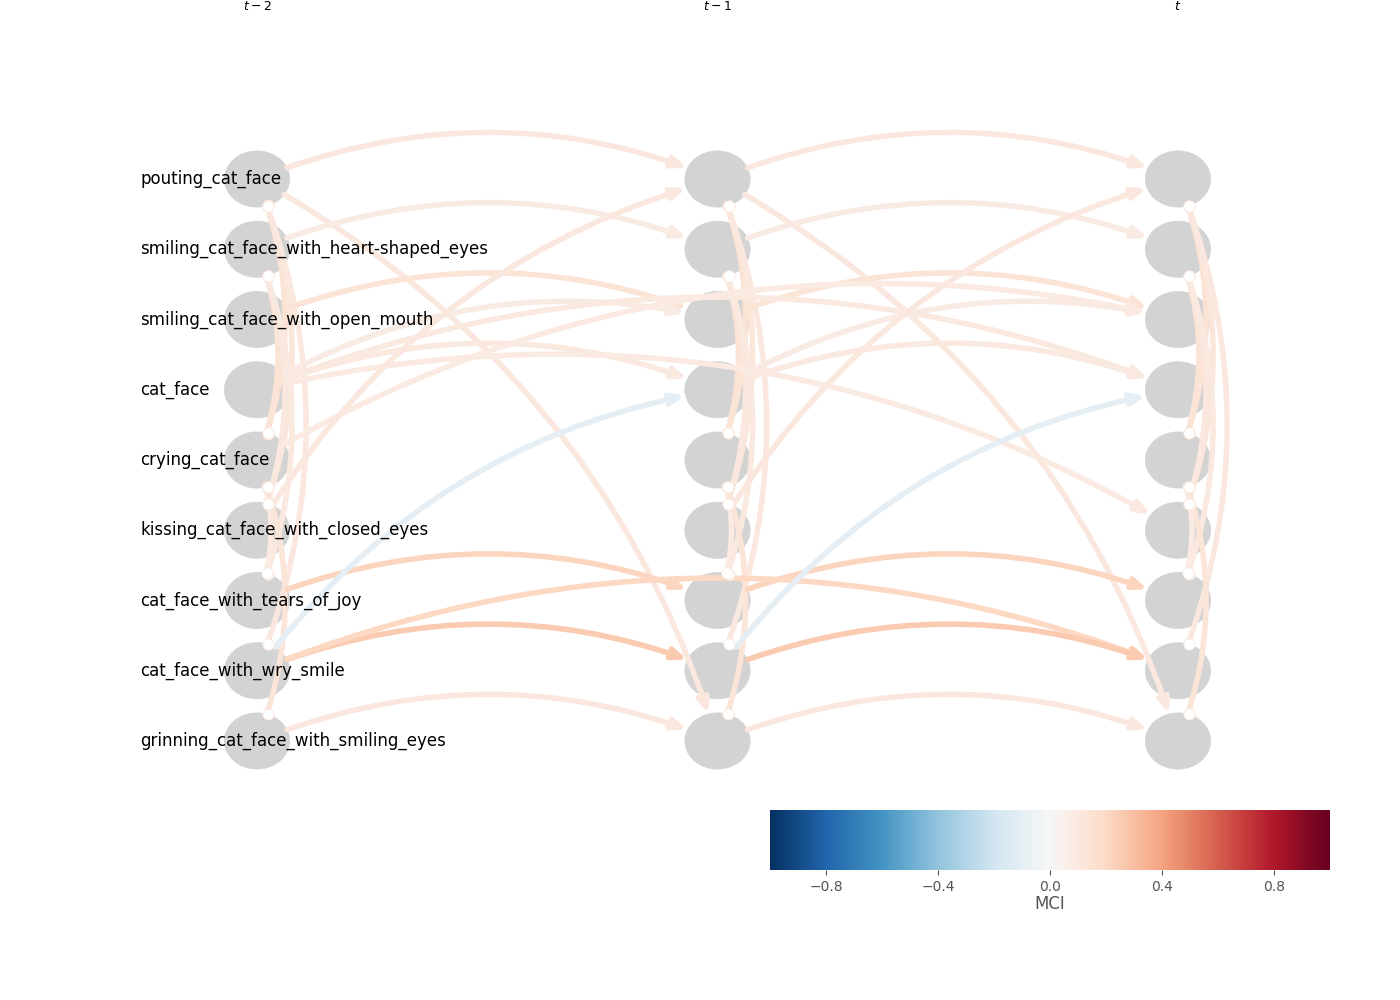 t − 2 t − 1 t
pouting_cat_face
smiling_cat_face_with_heart-shaped_eyes
smiling_cat_face_with_open_mouth
cat_face
crying_cat_face
kissing_cat_face_with_closed_eyes
cat_face_with_tears_of_joy
cat_face_with_wry_smile
grinning_cat_face_with_smiling_eyes
−0.8 −0.4 0.0 0.4 0.8
MCI